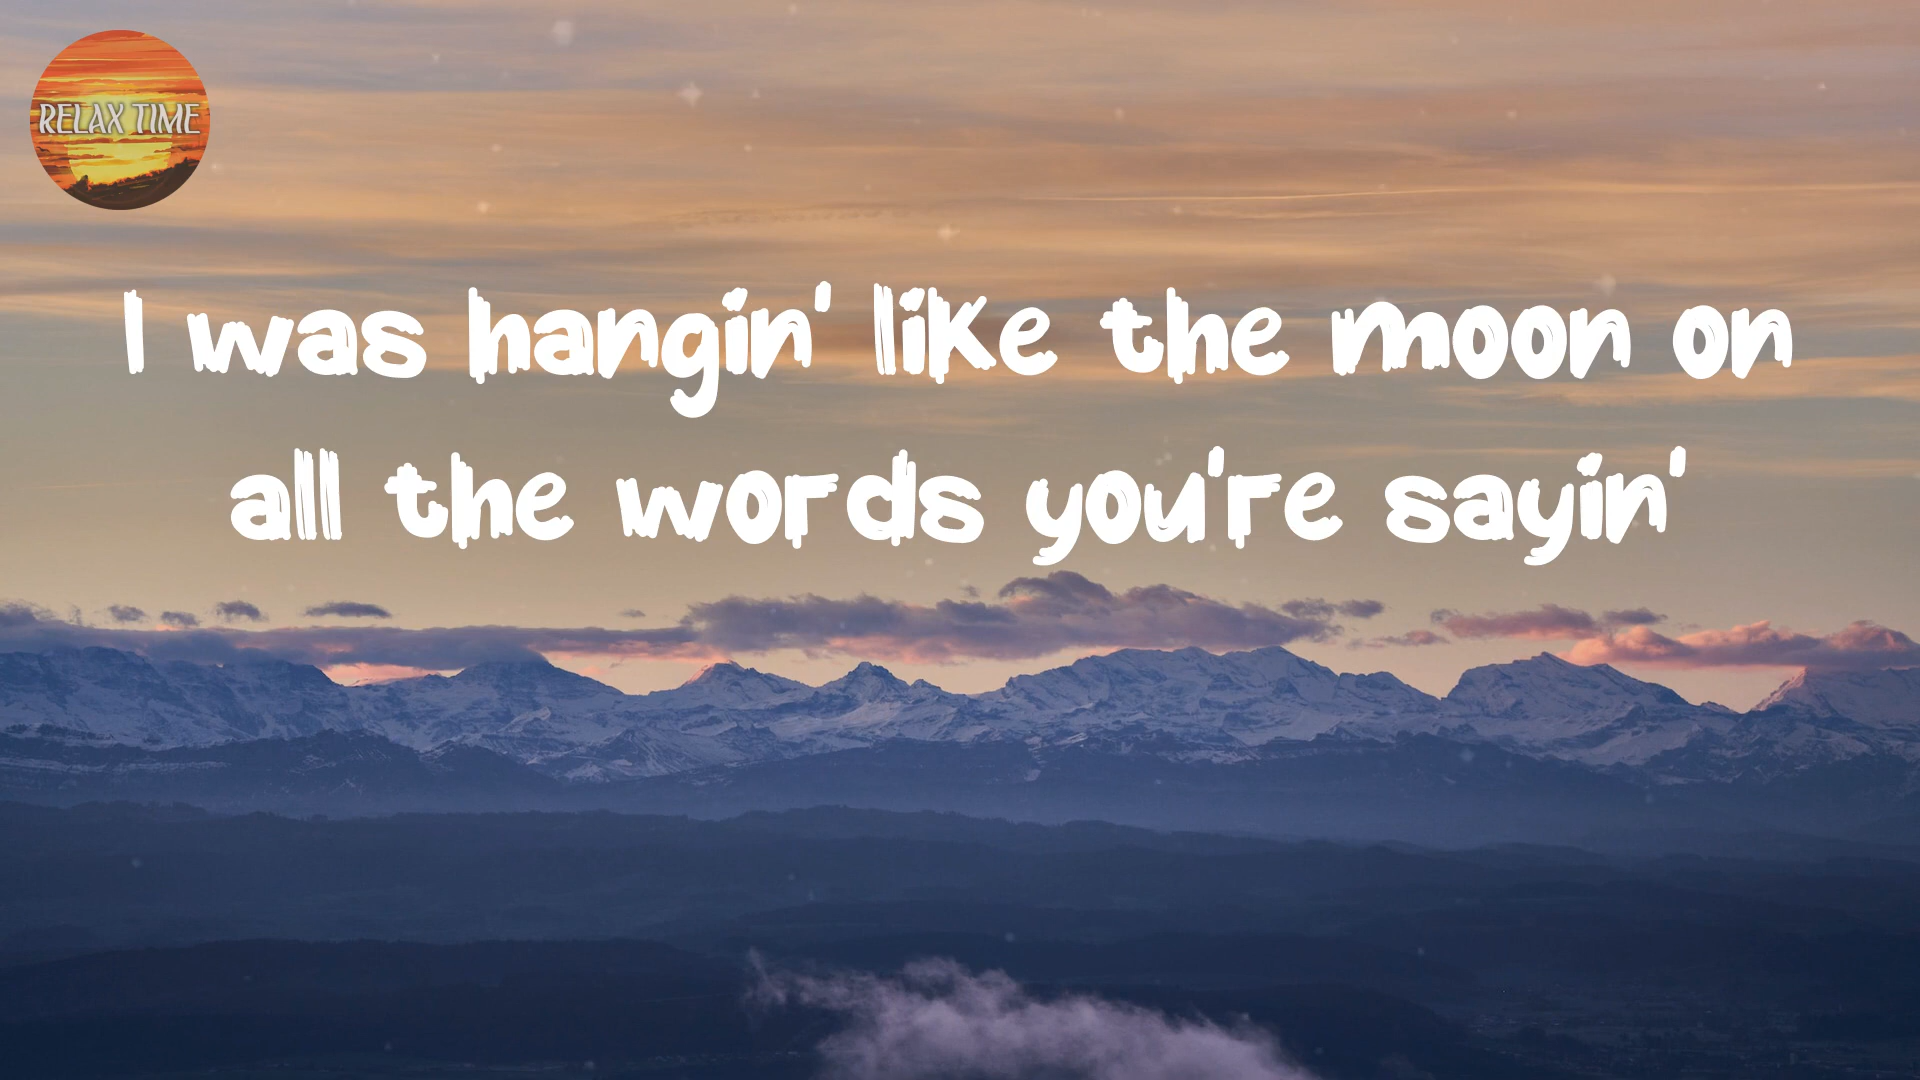 RELAX TIME
I was hangin' like the moon on
all the words you're sayin'